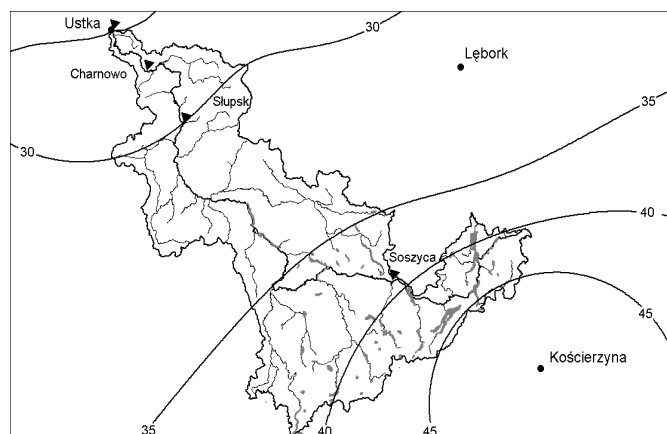 Ustka
30
Lębork
Charnowo
35
Słupsk
30
40
Soszyca
45
Kościerzyna
35
40
45